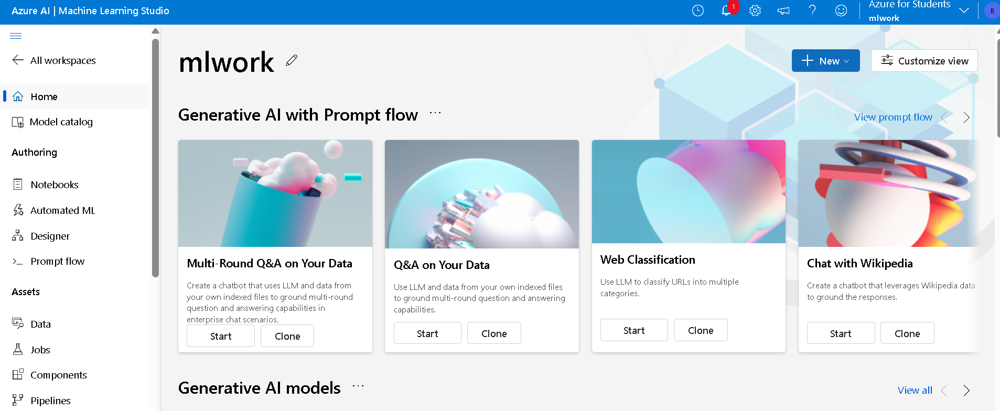 Azure AI | Machine Learning Studio
1
Azure for Students
mlwork
B
All workspaces
Home
Model catalog
Authoring
Notebooks
Automated ML
Designer
Prompt flow
Assets
Data
Jobs
Components
Pipelines
mlwork
New
Customize view
Generative AI with Prompt flow ...
View prompt flow
Multi-Round Q&A on Your Data
Create a chatbot that uses LLM and data from
your own indexed files to ground multi-round
question and answering capabilities in
enterprise chat scenarios.
Start
Clone
Q&A on Your Data
Use LLM and data from your own indexed files
to ground multi-round question and answering
capabilities.
Start
Clone
Web Classification
Use LLM to classify URLs into multiple
categories.
Start
Clone
Chat with Wikipedia
Create a chatbot that leverages Wikipedia data
to ground the responses.
Start
Clone
Generative AI models ...
View all